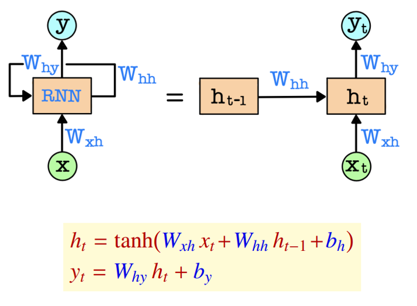 y
y_t
W_hy
W_hh
W_hy
RNN
=
h_t-1
W_hh
h_t
W_xh
W_xh
x
x_t
h_t = tanh(W_xh x_t + W_hh h_t−1 + b_h)
y_t = W_hy h_t + b_y